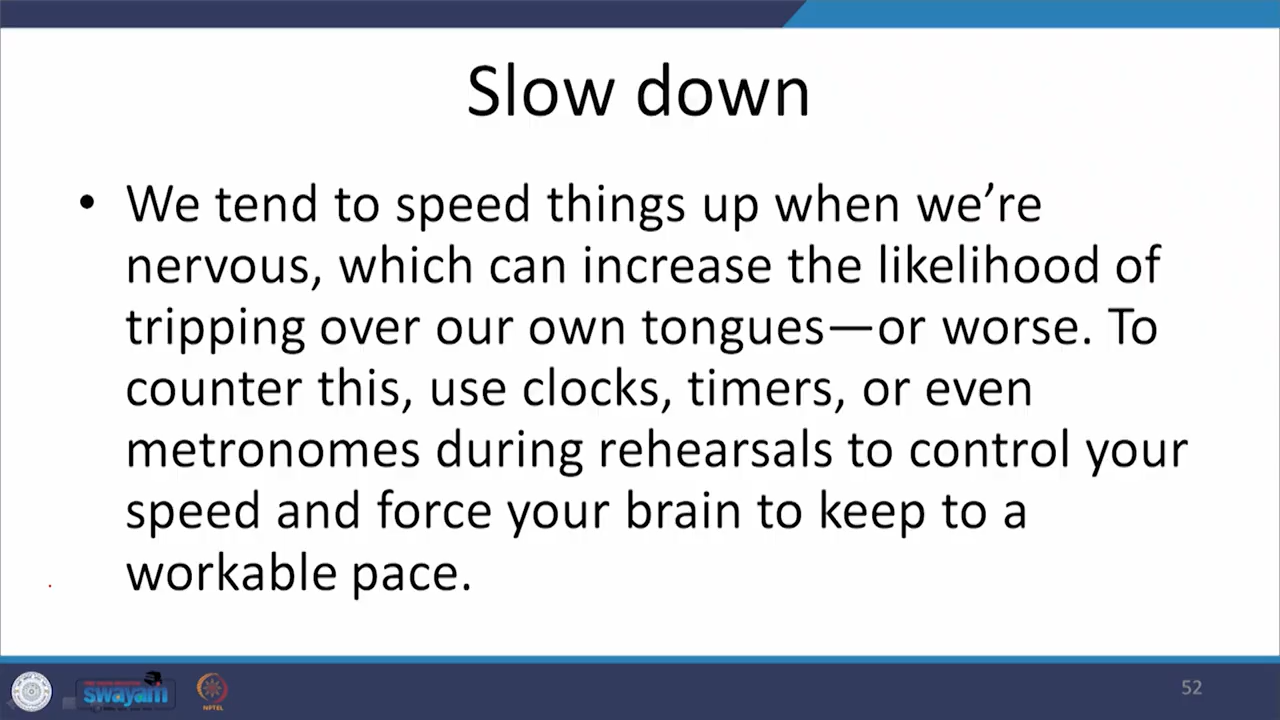 Slow down
• We tend to speed things up when we’re
nervous, which can increase the likelihood of
tripping over our own tongues—or worse. To
counter this, use clocks, timers, or even
metronomes during rehearsals to control your
speed and force your brain to keep to a
workable pace.
swayam
NPTEL
52